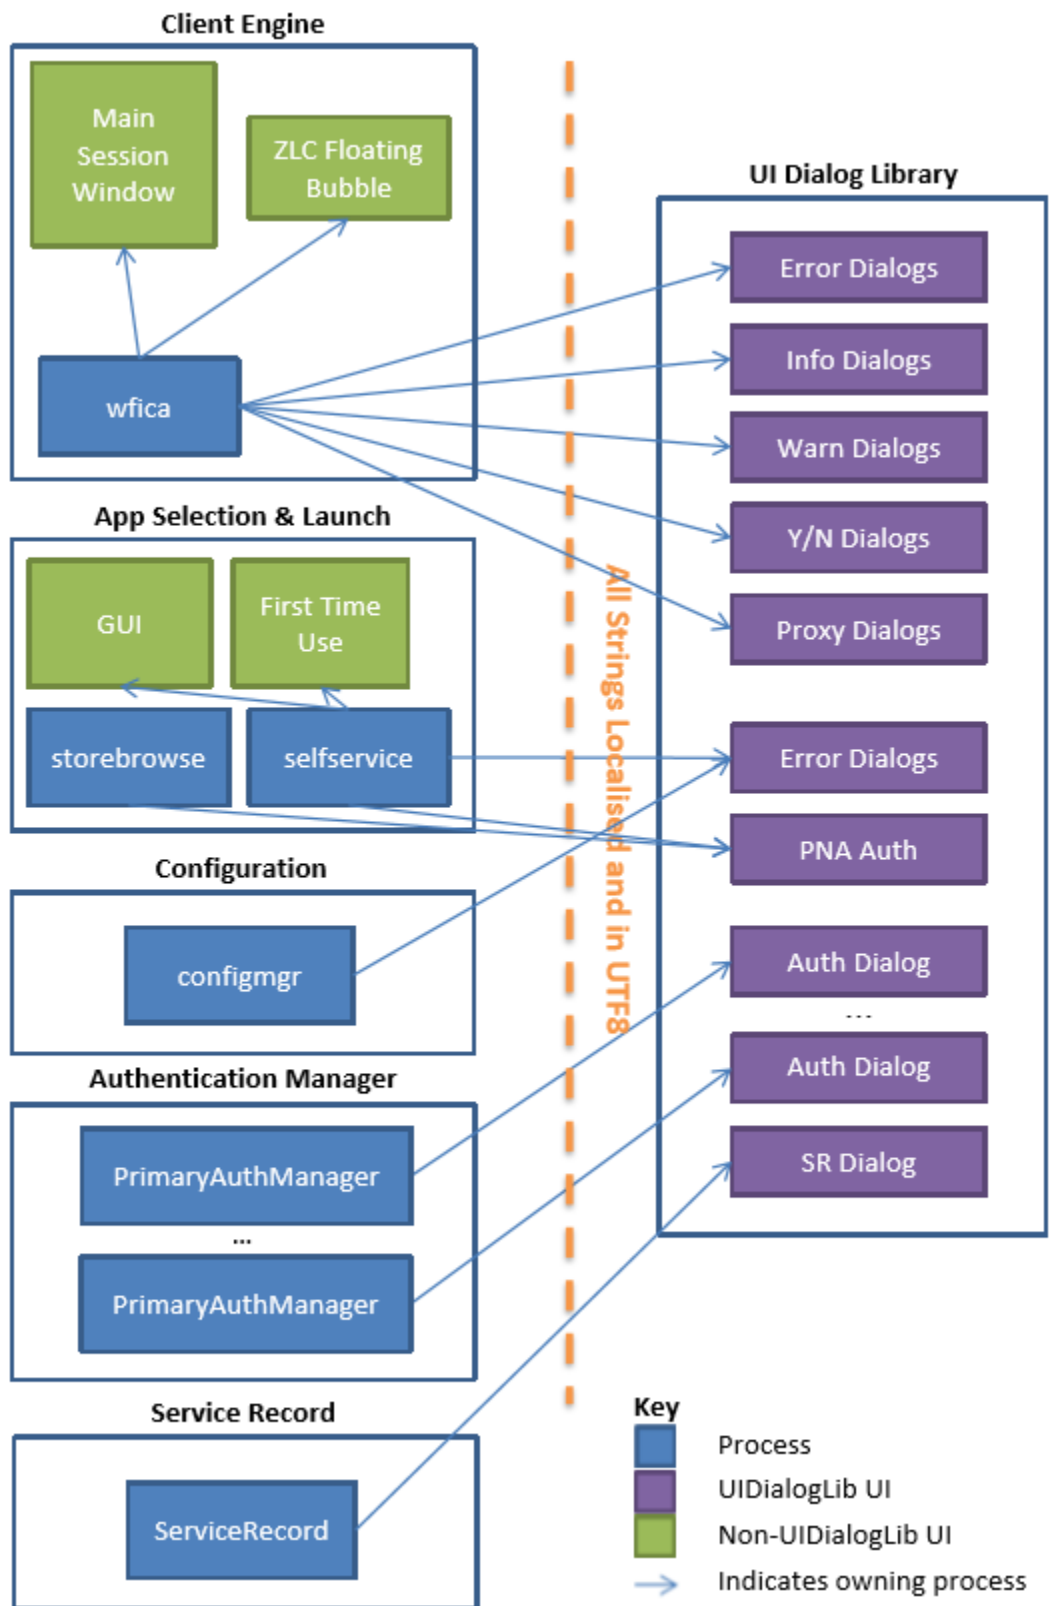 Client Engine
Main
Session
Window
ZLC Floating
Bubble
wfica
App Selection & Launch
GUI
First Time
Use
storebrowse
selfservice
Configuration
configmgr
Authentication Manager
PrimaryAuthManager
...
PrimaryAuthManager
Service Record
ServiceRecord
All Strings Localised and in UTF8
UI Dialog Library
Error Dialogs
Info Dialogs
Warn Dialogs
Y/N Dialogs
Proxy Dialogs
Error Dialogs
PNA Auth
Auth Dialog
...
Auth Dialog
SR Dialog
Key
Process
UIDialogLib UI
Non-UIDialogLib UI
Indicates owning process